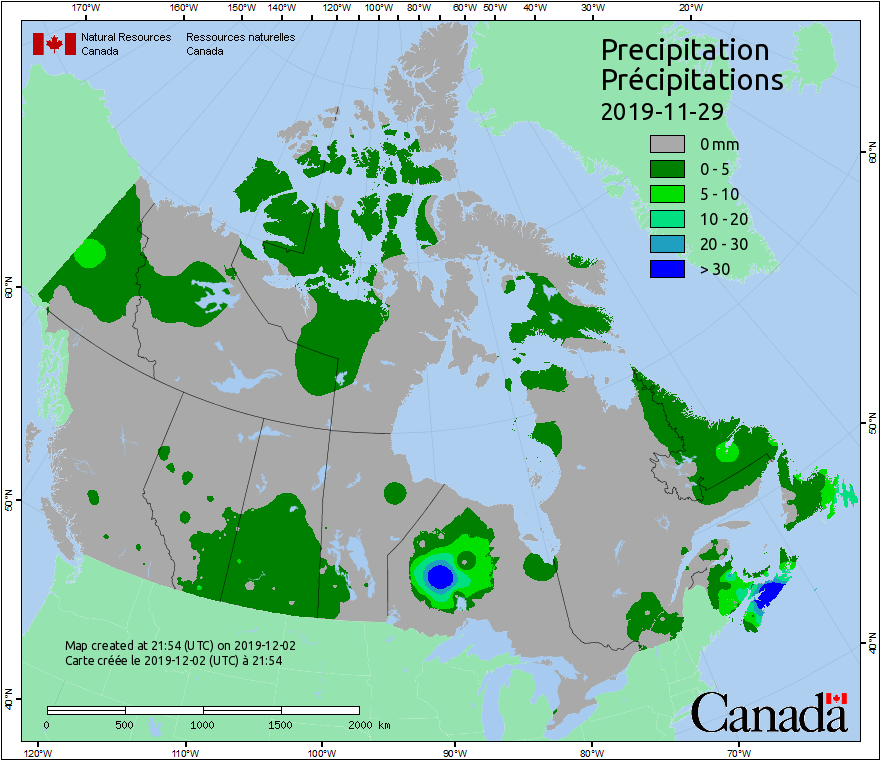 170°W 160°W 150°W 140°W 130°W 120°W 110°W 100°W 90°W 80°W 70°W 60°W 50°W 40°W 30°W 20°W
Natural Resources Ressources naturelles
Canada Canada
Precipitation
Précipitations
2019-11-29
0 mm
0 - 5
5 - 10
10 - 20
20 - 30
> 30
60°N
60°N
50°N
50°N
40°N
40°N
Map created at 21:54 (UTC) on 2019-12-02
Carte créée le 2019-12-02 (UTC) à 21:54
0 500 1000 1500 2000 km
Canada
120°W 110°W 100°W 90°W 80°W 70°W